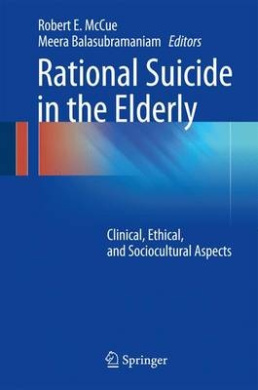 Robert E. McCue
Meera Balasubramaniam Editors
Rational Suicide
in the Elderly
Clinical, Ethical,
and Sociocultural Aspects
Springer